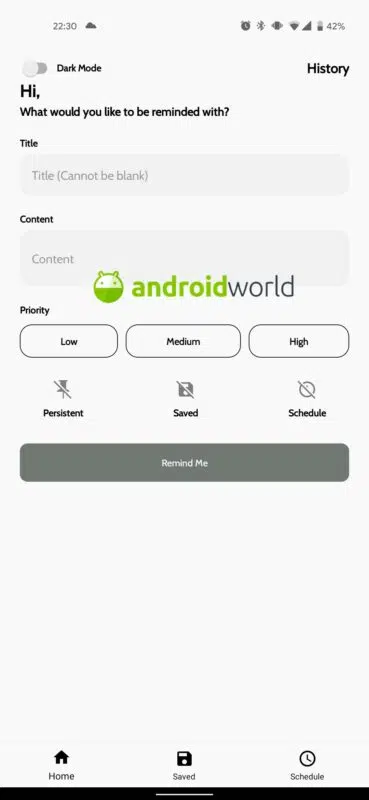 22:30 42%
Dark Mode History
Hi,
What would you like to be reminded with?
Title
Title (Cannot be blank)
Content
Content
androidworld
Priority
Low Medium High
Persistent Saved Schedule
Remind Me
Home Saved Schedule